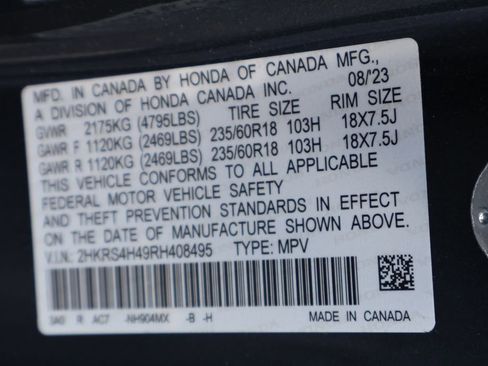 MFD. IN CANADA BY HONDA OF CANADA MFG.,
A DIVISION OF HONDA CANADA INC. 08/'23
GVWR 2175KG (4795LBS) TIRE SIZE RIM SIZE
GAWR F 1120KG (2469LBS) 235/60R18 103H 18X7.5J
GAWR R 1120KG (2469LBS) 235/60R18 103H 18X7.5J
THIS VEHICLE CONFORMS TO ALL APPLICABLE
FEDERAL MOTOR VEHICLE SAFETY
AND THEFT PREVENTION STANDARDS IN EFFECT
ON THE DATE OF MANUFACTURE SHOWN ABOVE.
V.I.N.: 2HKRS4H49RH408495 TYPE: MPV
3A0 R AC7 -NH904MX -B -H
MADE IN CANADA